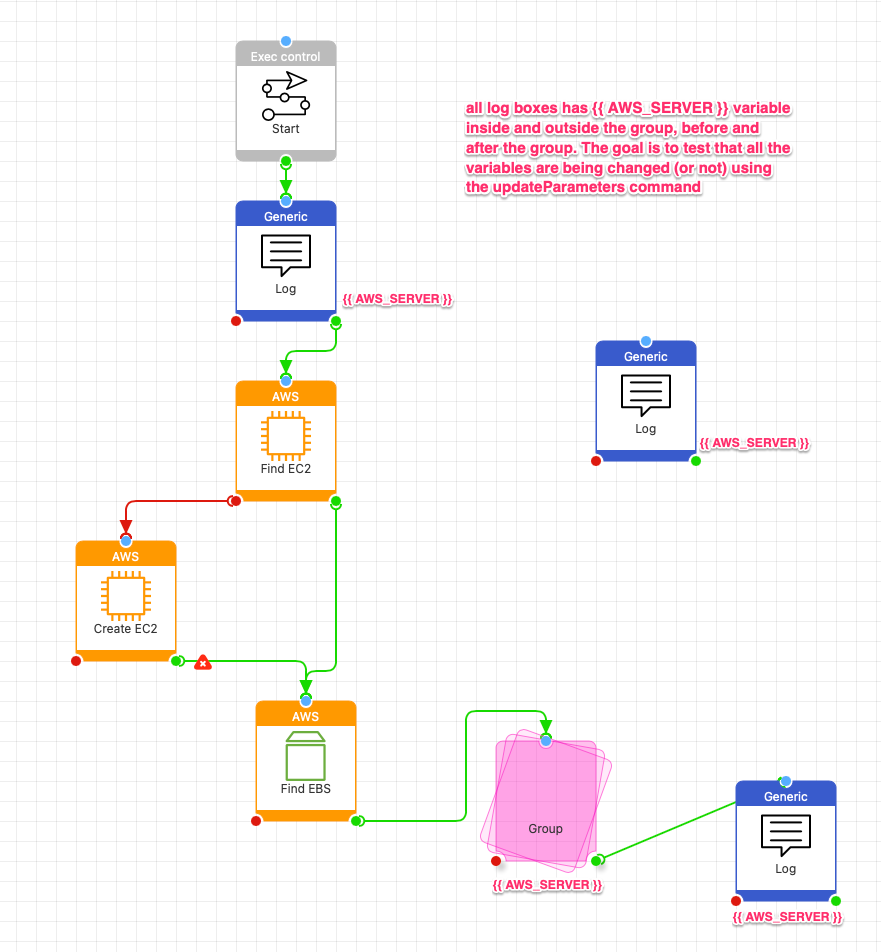 Exec control
Start
all log boxes has {{ AWS_SERVER }} variable
inside and outside the group, before and
after the group. The goal is to test that all the
variables are being changed (or not) using
the updateParameters command
Generic
Log
{{ AWS_SERVER }}
Generic
Log
{{ AWS_SERVER }}
AWS
Find EC2
AWS
Create EC2
AWS
Find EBS
Group
{{ AWS_SERVER }}
Generic
Log
{{ AWS_SERVER }}